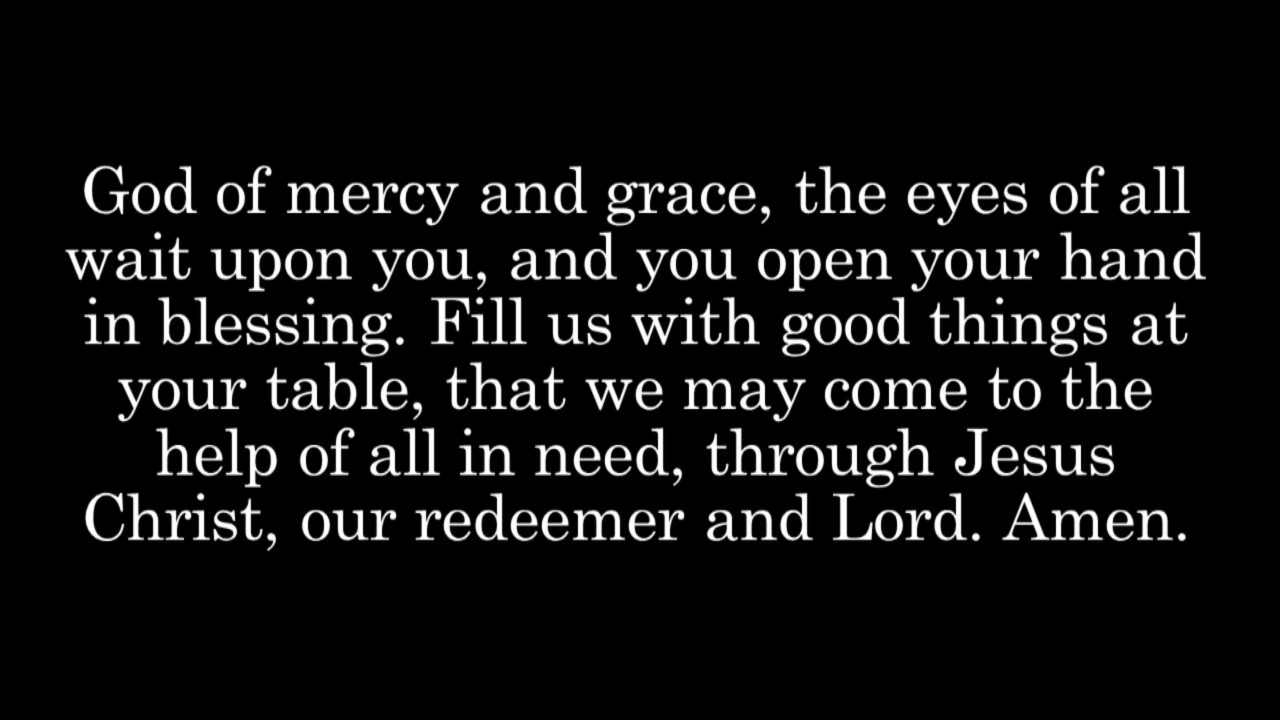 God of mercy and grace, the eyes of all
wait upon you, and you open your hand
in blessing. Fill us with good things at
your table, that we may come to the
help of all in need, through Jesus
Christ, our redeemer and Lord. Amen.